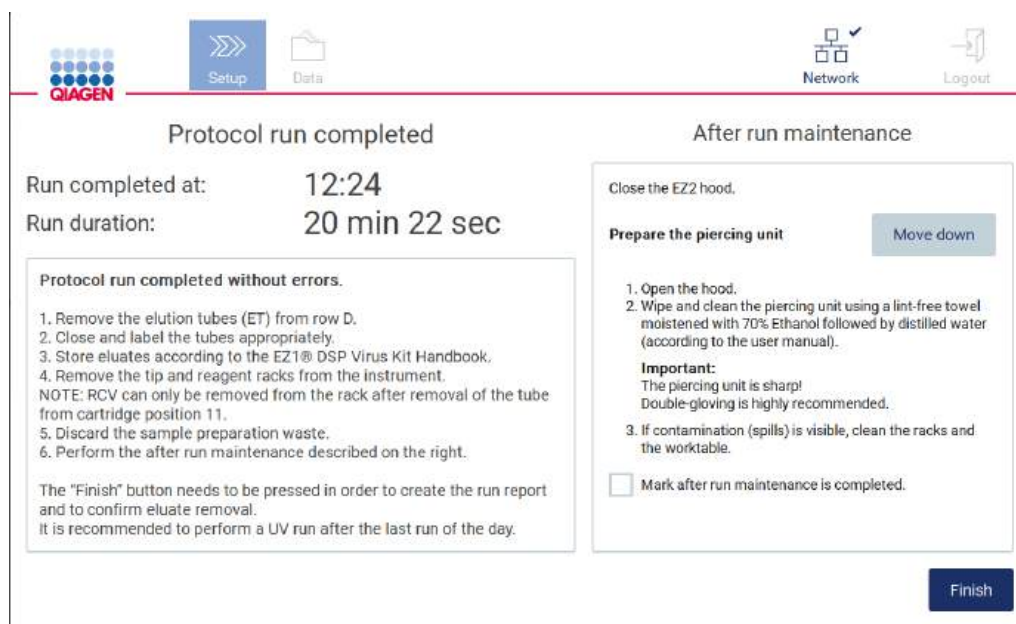 QIAGEN
Setup
Data
Network
Logout
Protocol run completed
Run completed at: 12:24
Run duration: 20 min 22 sec
Protocol run completed without errors.
1. Remove the elution tubes (ET) from row D.
2. Close and label the tubes appropriately.
3. Store eluates according to the EZ1® DSP Virus Kit Handbook.
4. Remove the tip and reagent racks from the instrument.
NOTE: RCV can only be removed from the rack after removal of the tube
from cartridge position 11.
5. Discard the sample preparation waste.
6. Perform the after run maintenance described on the right.
The "Finish" button needs to be pressed in order to create the run report
and to confirm eluate removal.
It is recommended to perform a UV run after the last run of the day.
After run maintenance
Close the EZ2 hood.
Prepare the piercing unit
Move down
1. Open the hood.
2. Wipe and clean the piercing unit using a lint-free towel
moistened with 70% Ethanol followed by distilled water
(according to the user manual).
Important:
The piercing unit is sharp!
Double-gloving is highly recommended.
3. If contamination (spills) is visible, clean the racks and
the worktable.
Mark after run maintenance is completed.
Finish